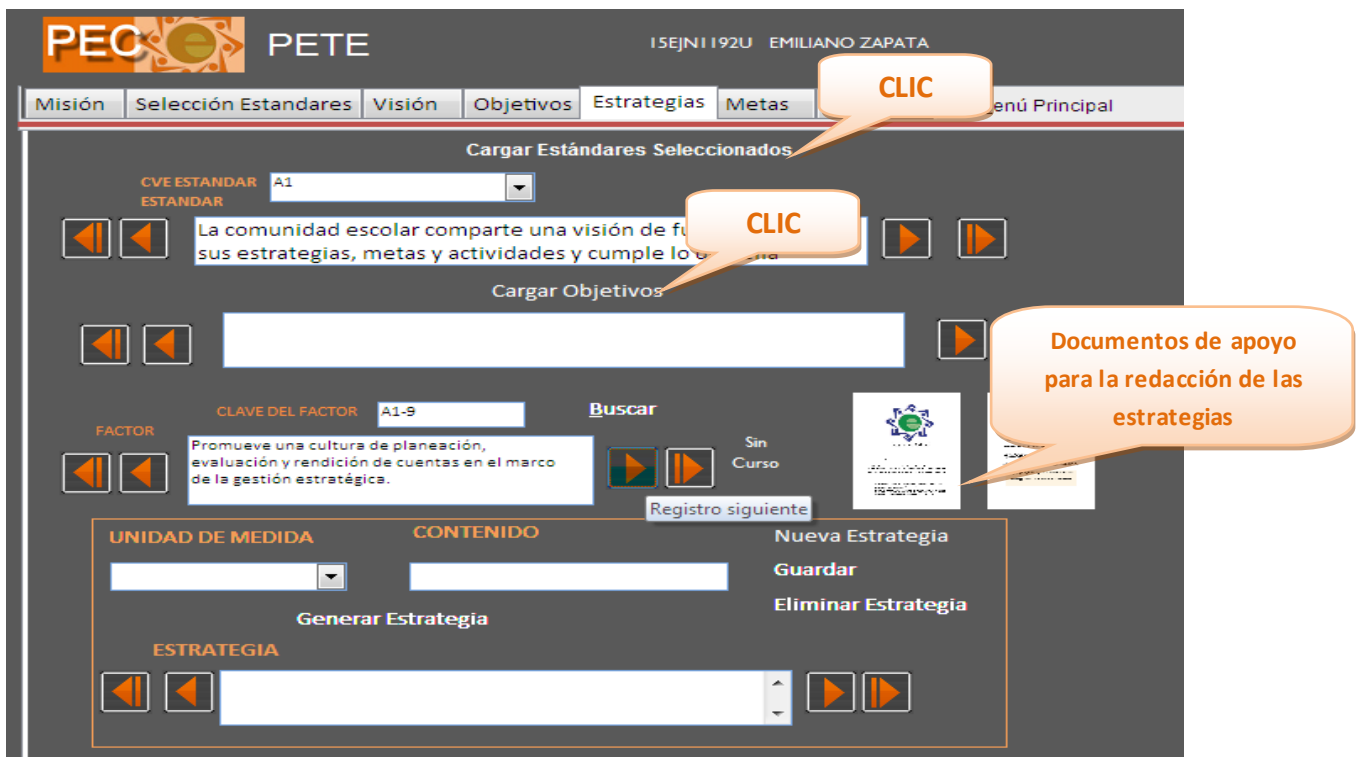 PEC e PETE
15EJN1192U EMILIANO ZAPATA
CLIC
Misión Selección Estandares Visión Objetivos Estrategias Metas enú Principal
Cargar Estándares Seleccionados
CVE ESTANDAR A1
ESTANDAR
CLIC
La comunidad escolar comparte una visión de fu
sus estrategias, metas y actividades y cumple lo
Cargar Objetivos
Documentos de apoyo
para la redacción de las
estrategias
CLAVE DEL FACTOR A1-9 Buscar
FACTOR
Promueve una cultura de planeación,
evaluación y rendición de cuentas en el marco
de la gestión estratégica.
Sin
Curso
Registro siguiente
UNIDAD DE MEDIDA CONTENIDO Nueva Estrategia
Guardar
Eliminar Estrategia
Generar Estrategia
ESTRATEGIA